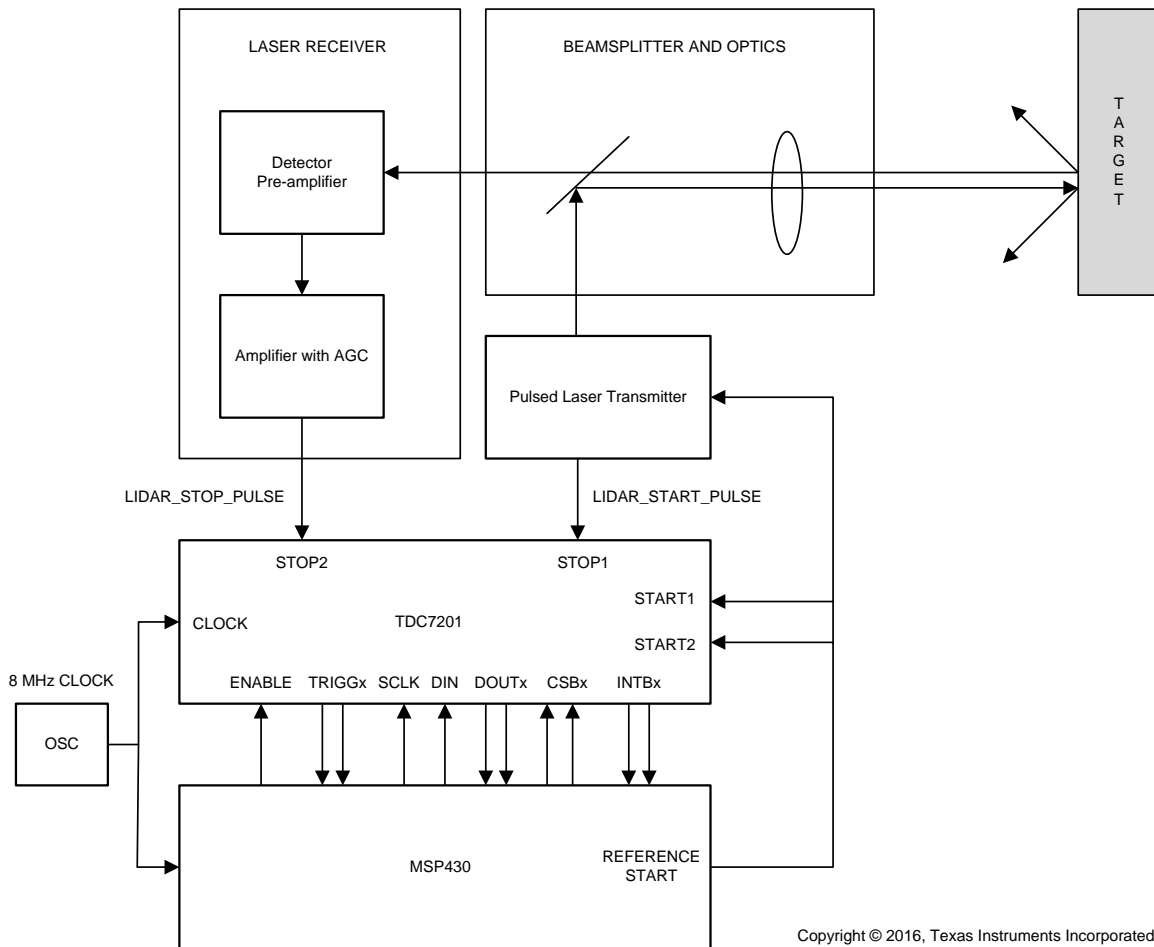 LASER RECEIVER
BEAMSPLITTER AND OPTICS
T
A
R
G
E
T
Detector
Pre-amplifier
Amplifier with AGC
Pulsed Laser Transmitter
LIDAR_STOP_PULSE
LIDAR_START_PULSE
STOP2
STOP1
START1
CLOCK
TDC7201
START2
8 MHz CLOCK
ENABLE
TRIGGx
SCLK
DIN
DOUTx
CSBx
INTBx
OSC
MSP430
REFERENCE
START
Copyright © 2016, Texas Instruments Incorporated